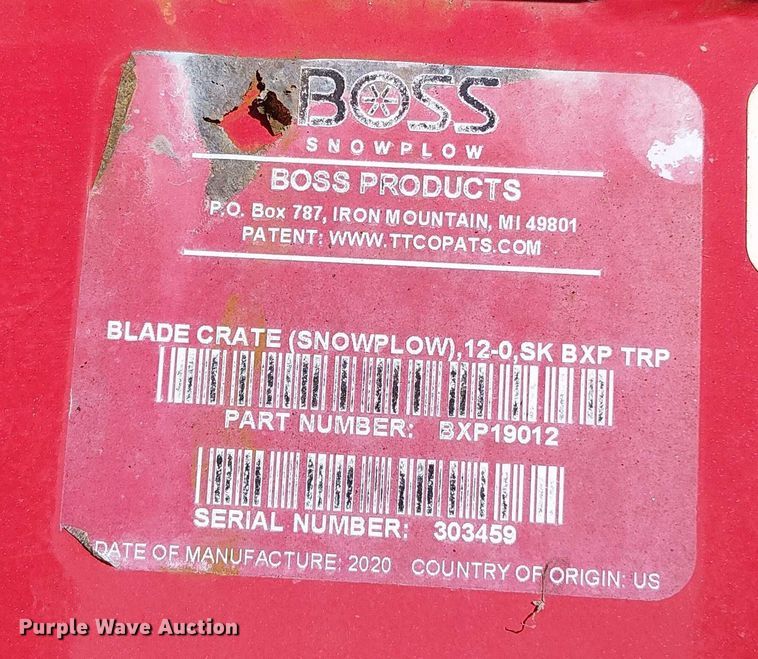 BOSS
SNOWPLOW
BOSS PRODUCTS
P.O. Box 787, IRON MOUNTAIN, MI 49801
PATENT: WWW.TTCOPATS.COM
BLADE CRATE (SNOWPLOW),12-0,SK BXP TRP
PART NUMBER: BXP19012
SERIAL NUMBER: 303459
DATE OF MANUFACTURE: 2020 COUNTRY OF ORIGIN: US
Purple Wave Auction